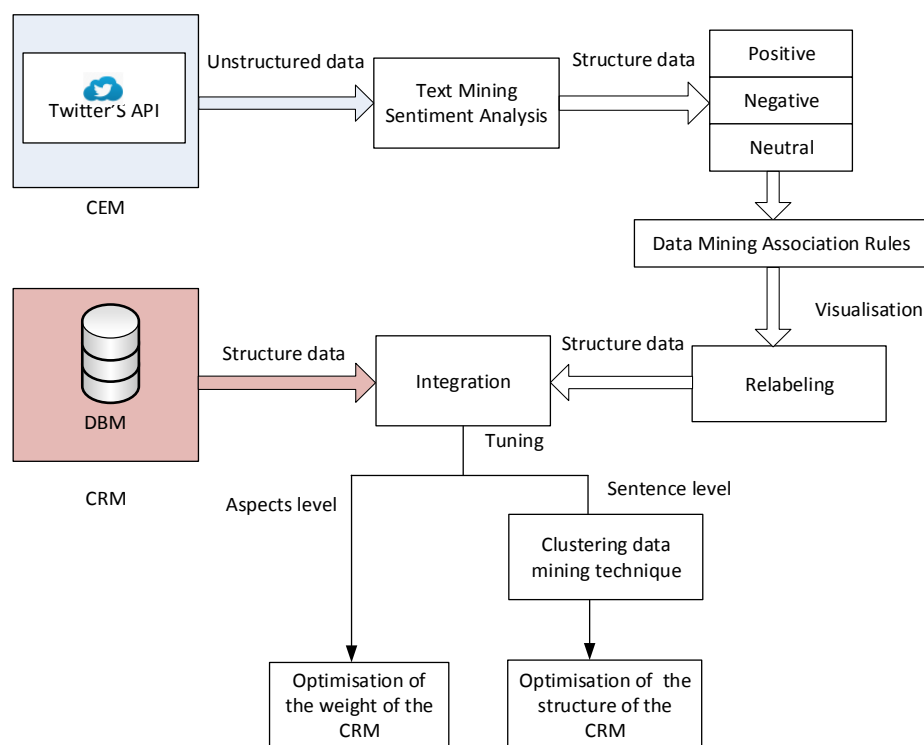 Unstructured data
Structure data
Positive
Twitter'S API
Text Mining
Sentiment Analysis
Negative
Neutral
CEM
Data Mining Association Rules
Visualisation
Structure data
Structure data
Integration
Relabeling
DBM
Tuning
CRM
Aspects level
Sentence level
Clustering data
mining technique
Optimisation of
the weight of the
CRM
Optimisation of the
structure of the
CRM